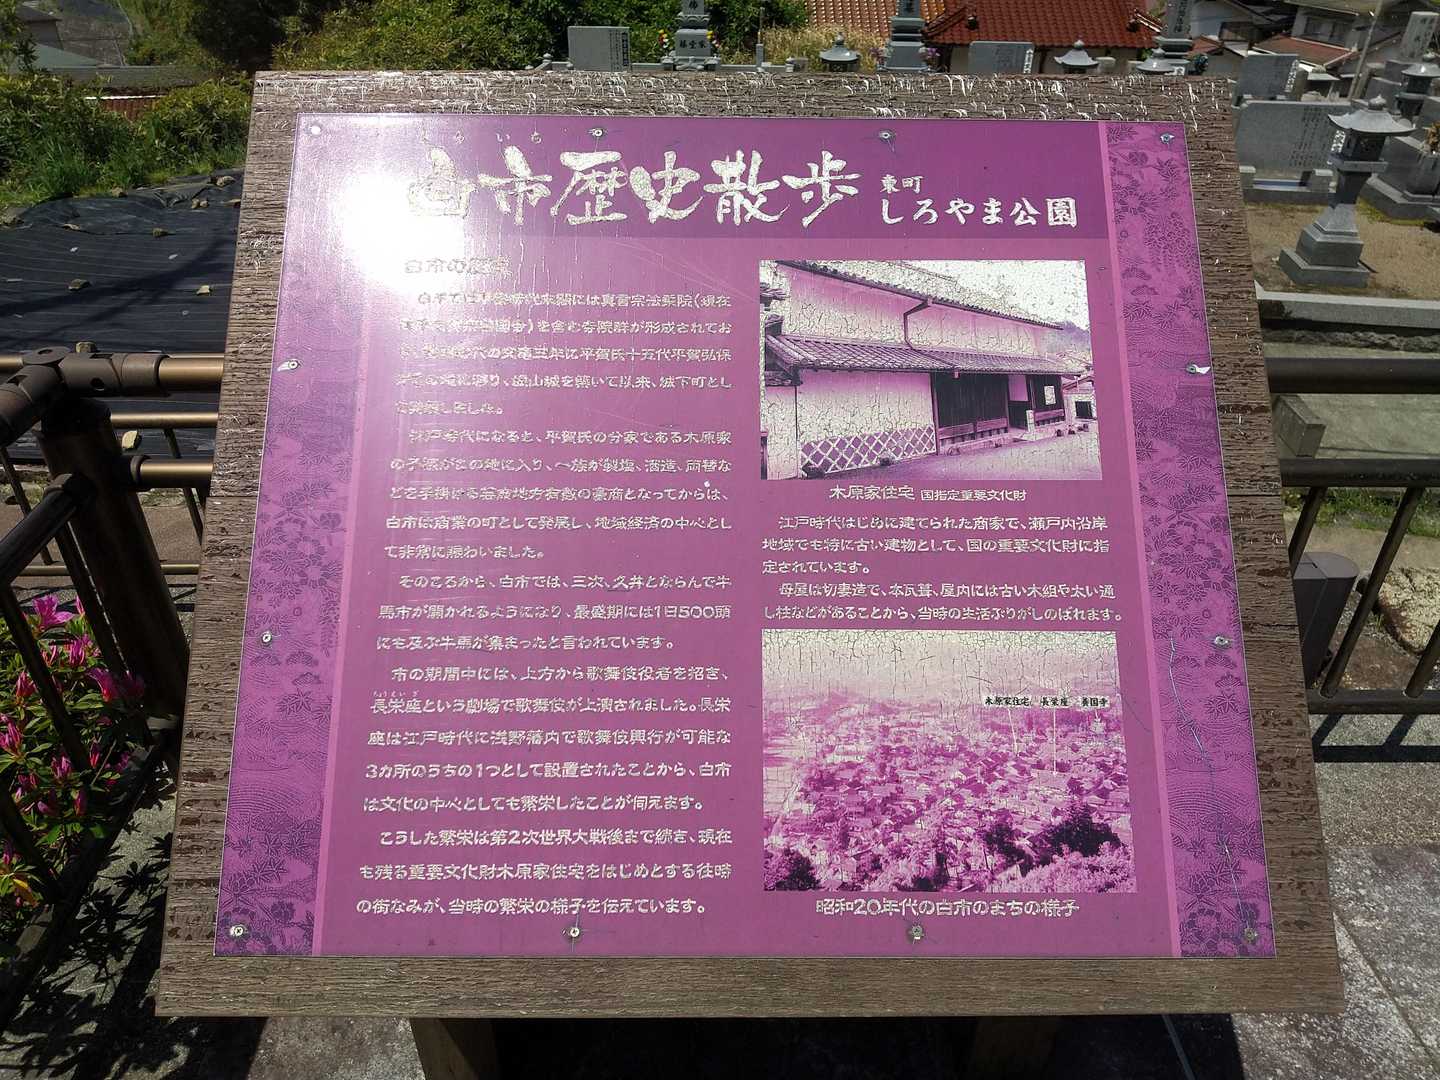 しらいち
白市歴史散歩
東町
しろやま公園
白市の歴史
代末期には真言宗法乗院(現在
を含む寺院群が形成されてお
代の文亀三年に平賀氏十五代平賀弘保
この地に移り、城山城を築いて以来、城下町とし
て発展しました。
江戸時代になると、平賀氏の分家である木原家
の子孫がこの地に入り、一族が製塩、酒造、両替な
どを手掛ける芸南地方有数の豪商となってからは、
白市は商業の町として発展し、地域経済の中心とし
て非常に賑わいました。
そのころから、白市では、三次、久井とならんで牛
馬市が開かれるようになり、最盛期には1日500頭
にも及ぶ牛馬が集まったと言われています。
市の期間中には、上方から歌舞伎役者を招き、
ちょうえいざ
長栄座という劇場で歌舞伎が上演されました。長栄
座は江戸時代に浅野藩内で歌舞伎興行が可能な
3カ所のうちの1つとして設置されたことから、白市
は文化の中心としても繁栄したことが伺えます。
こうした繁栄は第2次世界大戦後まで続き、現在
も残る重要文化財木原家住宅をはじめとする往時
の街なみが、当時の繁栄の様子を伝えています。
木原家住宅 国指定重要文化財
江戸時代はじめに建てられた商家で、瀬戸内沿岸
地域でも特に古い建物として、国の重要文化財に指
定されています。
母屋は切妻造で、本瓦葺、屋内には古い木組や太い通
し柱などがあることから、当時の生活ぶりがしのばれます。
木原家住宅 長栄座 養国寺
昭和20年代の白市のまちの様子